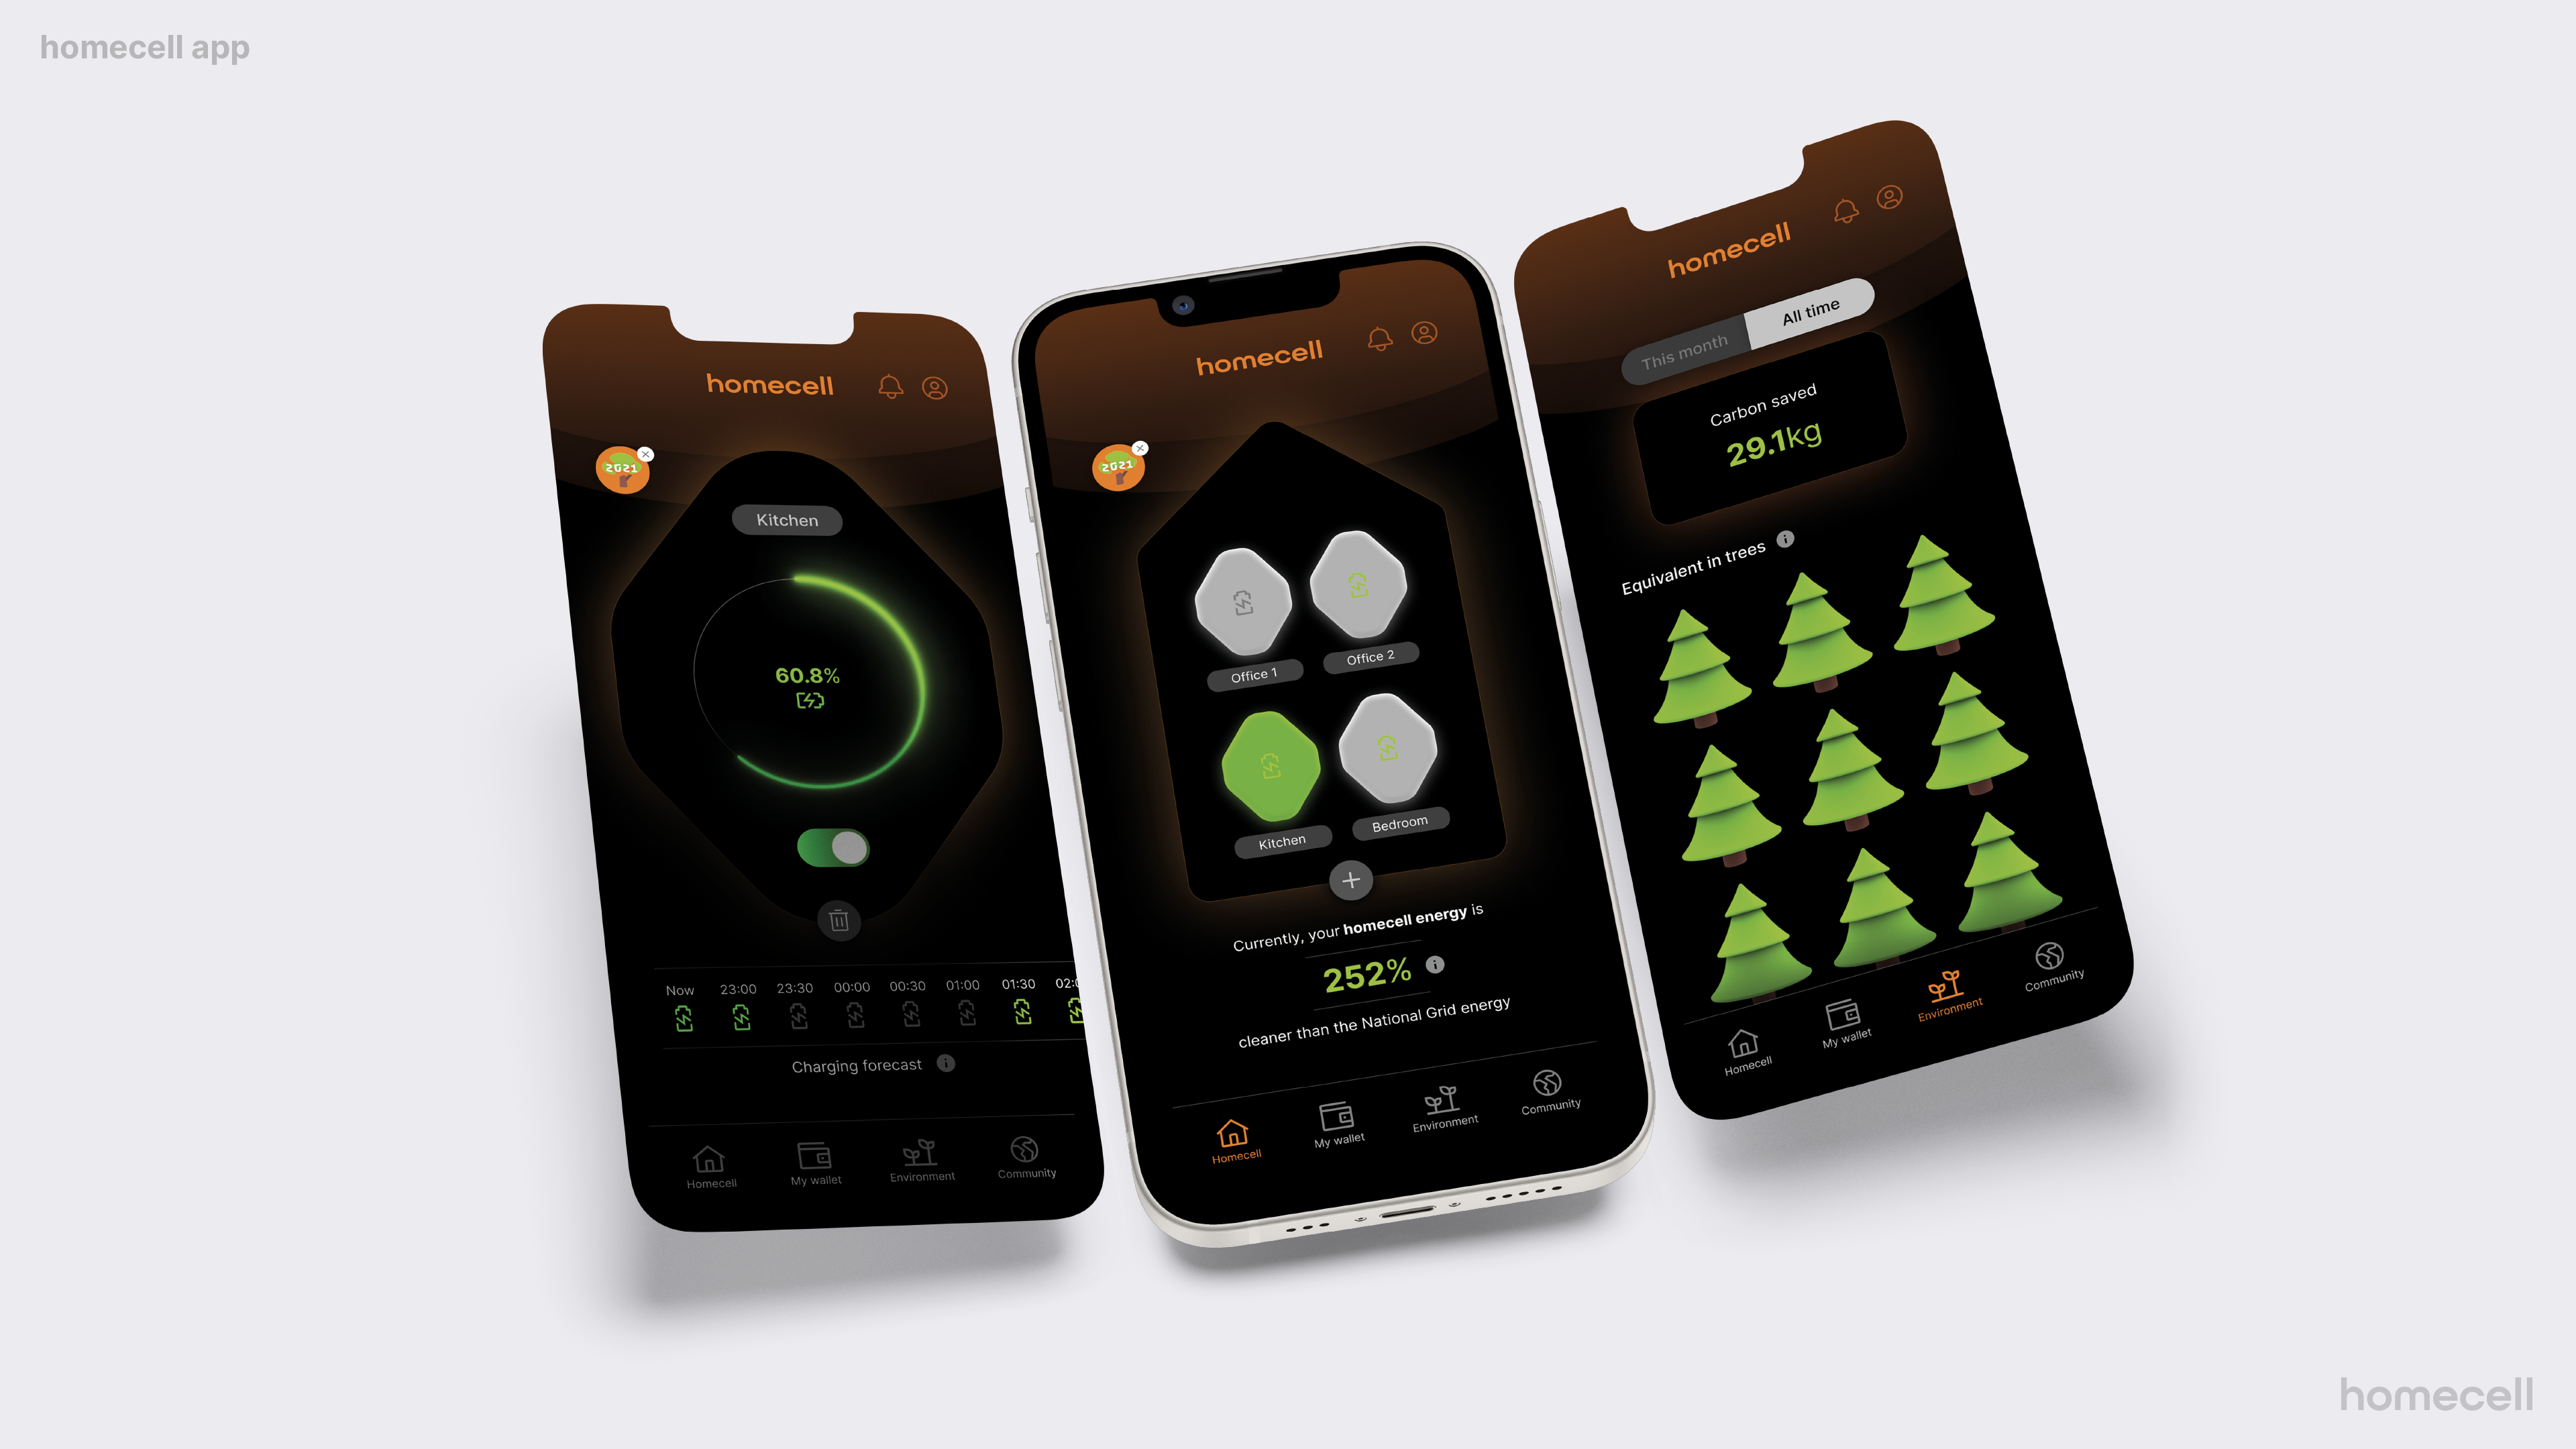 homecell app
homecell
2021
Kitchen
60.8%
Now 23:00 23:30 00:00 00:30 01:00 01:30 02:0
Charging forecast
Homecell My wallet Environment Community
homecell
2021
Office 1 Office 2
Kitchen Bedroom
Currently, your homecell energy is
252%
cleaner than the National Grid energy
Homecell My wallet Environment Community
homecell
This month All time
Carbon saved
29.1kg
Equivalent in trees
Homecell My wallet Environment Community
homecell